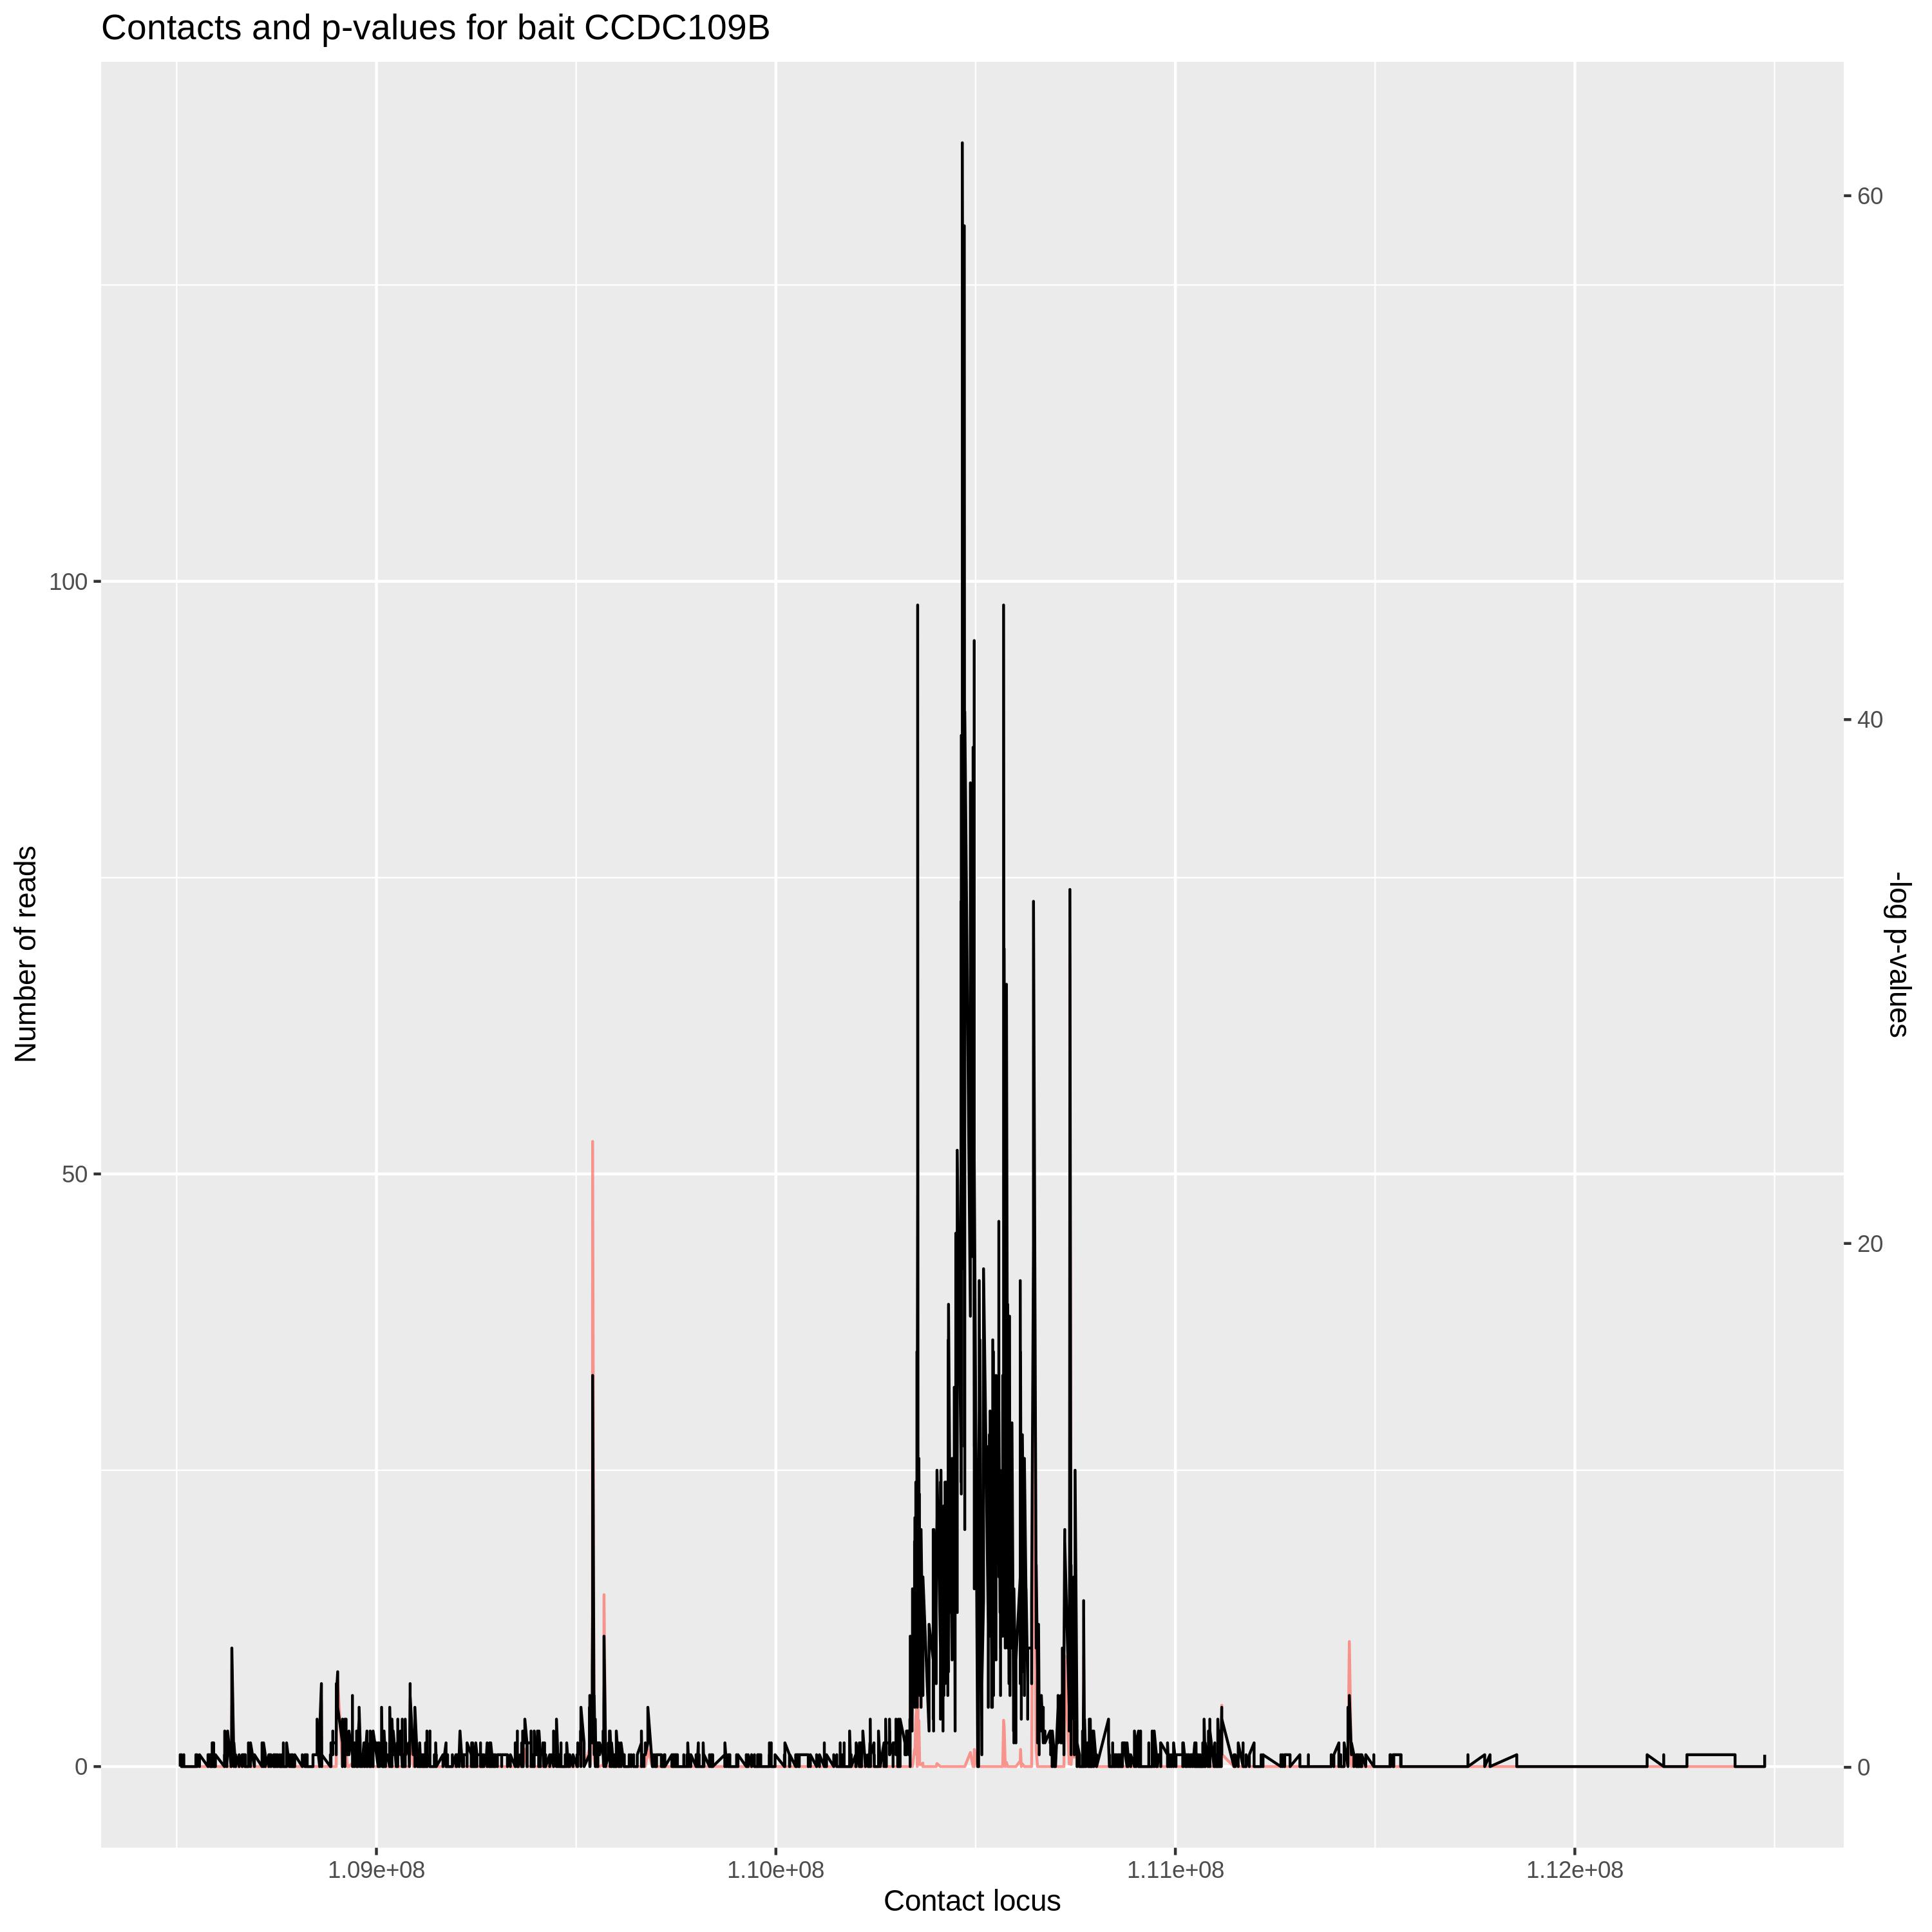 Contacts and p-values for bait CCDC109B
Number of reads
100
50
0
60
40
20
0
-log p-values
1.09e+08 1.10e+08 1.11e+08 1.12e+08
Contact locus